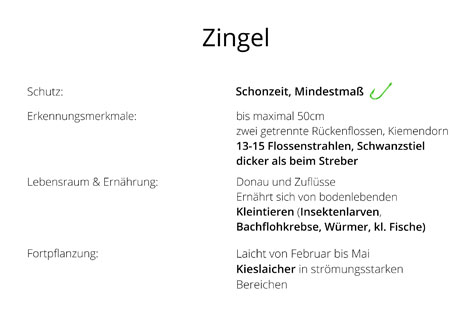 Zingel
Schutz: Schonzeit, Mindestmaß
Erkennungsmerkmale: bis maximal 50cm
zwei getrennte Rückenflossen, Kiemendorn
13-15 Flossenstrahlen, Schwanzstiel
dicker als beim Streber
Lebensraum & Ernährung: Donau und Zuflüsse
Ernährt sich von bodenlebenden
Kleintieren (Insektenlarven,
Bachflohkrebse, Würmer, kl. Fische)
Fortpflanzung: Laicht von Februar bis Mai
Kieslaicher in strömungsstarken
Bereichen